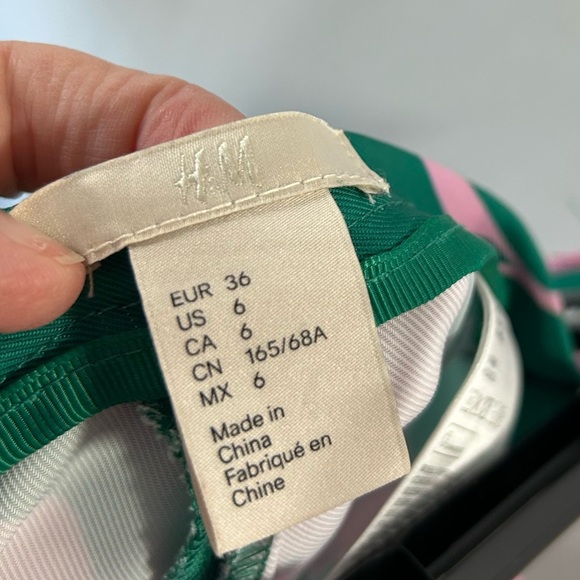 H&M
EUR 36
US 6
CA 6
CN 165/68A
MX 6
Made in
China
Fabriqué en
Chine